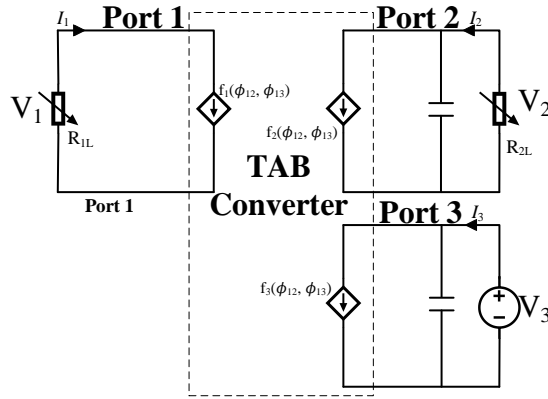 Port 1
I1
V1
R1L
f1(ϕ12, ϕ13)
Port 1
Port 2
I2
f2(ϕ12, ϕ13)
V2
R2L
TAB
Converter
Port 3
I3
f3(ϕ12, ϕ13)
V3